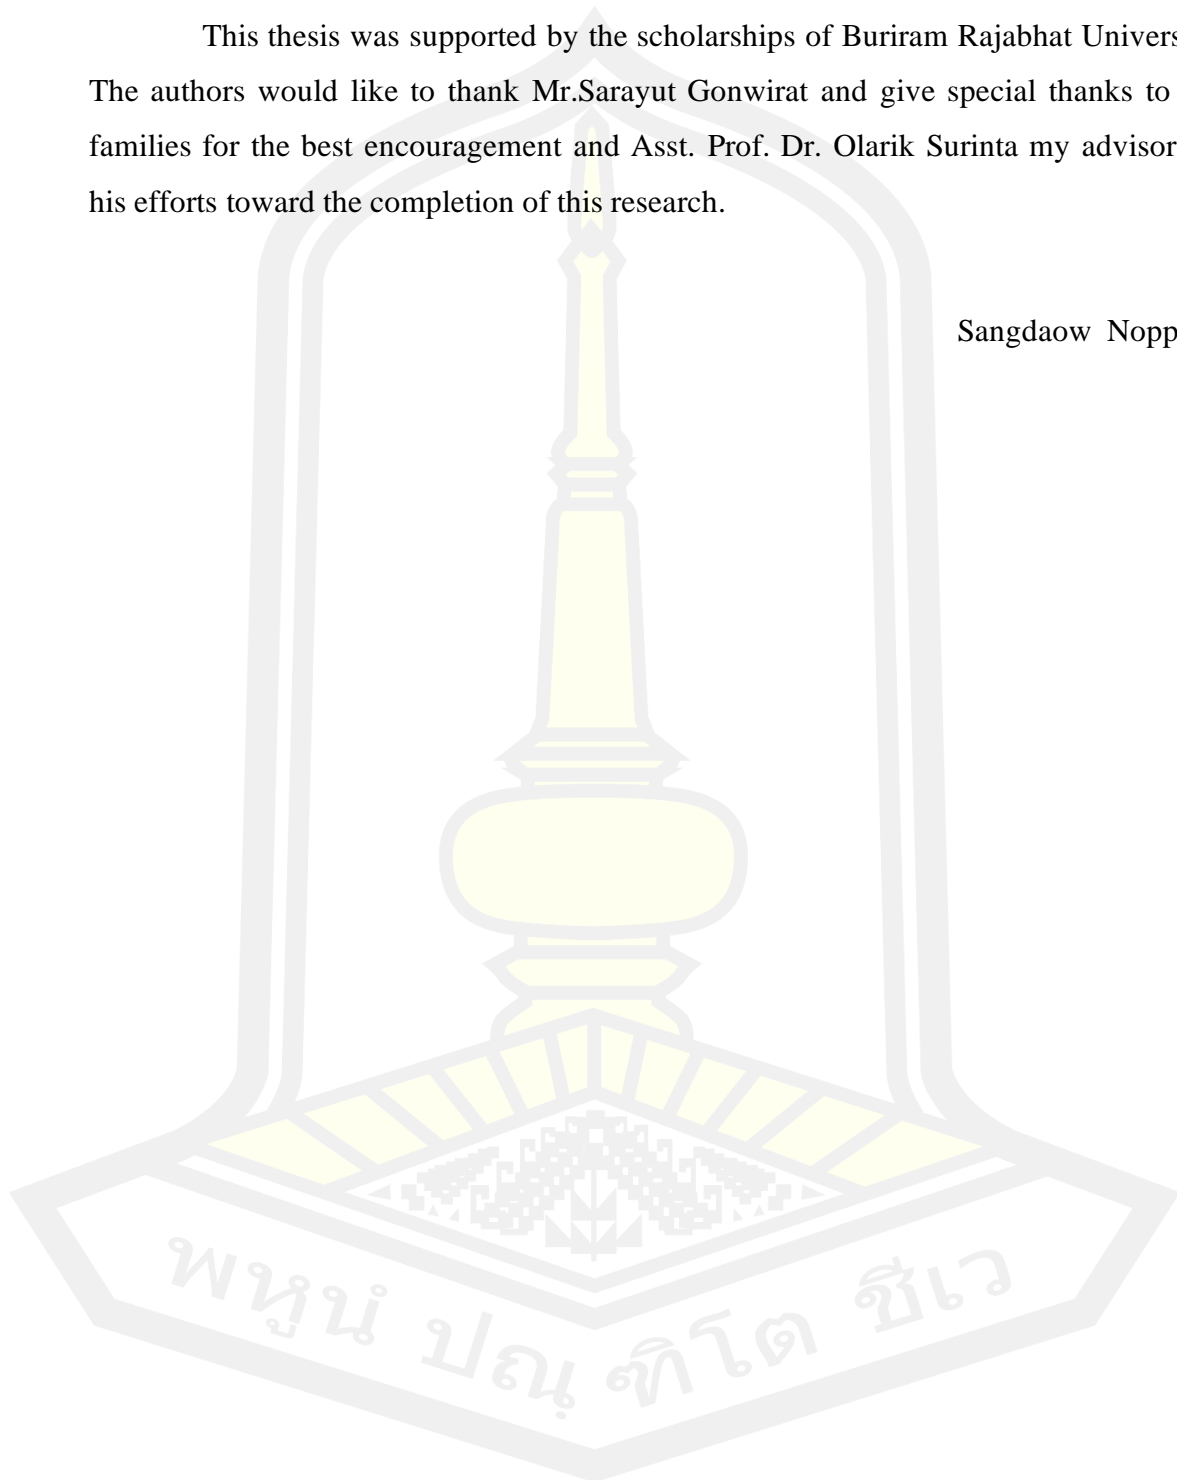 This thesis was supported by the scholarships of Buriram Rajabhat Univers
The authors would like to thank Mr.Sarayut Gonwirat and give special thanks to
families for the best encouragement and Asst. Prof. Dr. Olarik Surinta my advisor
his efforts toward the completion of this research.
Sangdaow Nopp
พหูนํ ปณฺฑิโต ชีเว